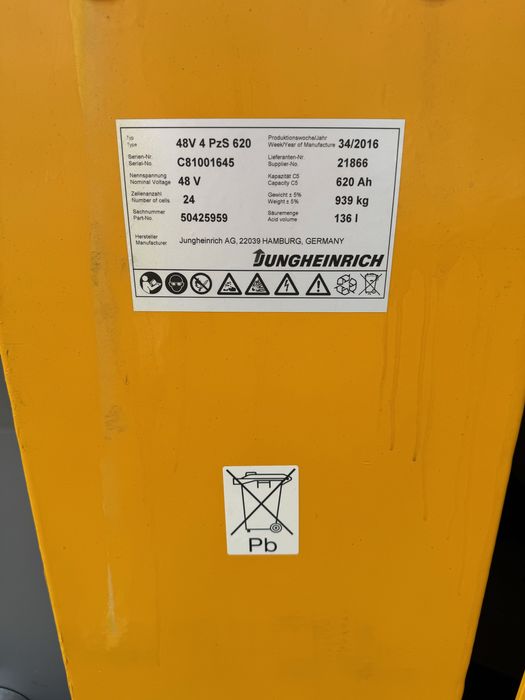 Typ
Type 48V 4 PzS 620 Produktionswoche/Jahr
Week/Year of Manufacture 34/2016
Serien-Nr.
Serial-No. C81001645 Lieferanten-Nr.
Supplier-No. 21866
Nennspannung
Nominal Voltage 48 V Kapazität C5
Capacity C5 620 Ah
Zellenanzahl
Number of cells 24 Gewicht ± 5%
Weight ± 5% 939 kg
Sachnummer
Part-No. 50425959 Säuremenge
Acid volume 136 l
Hersteller
Manufacturer Jungheinrich AG, 22039 HAMBURG, GERMANY
JUNGHEINRICH
Pb